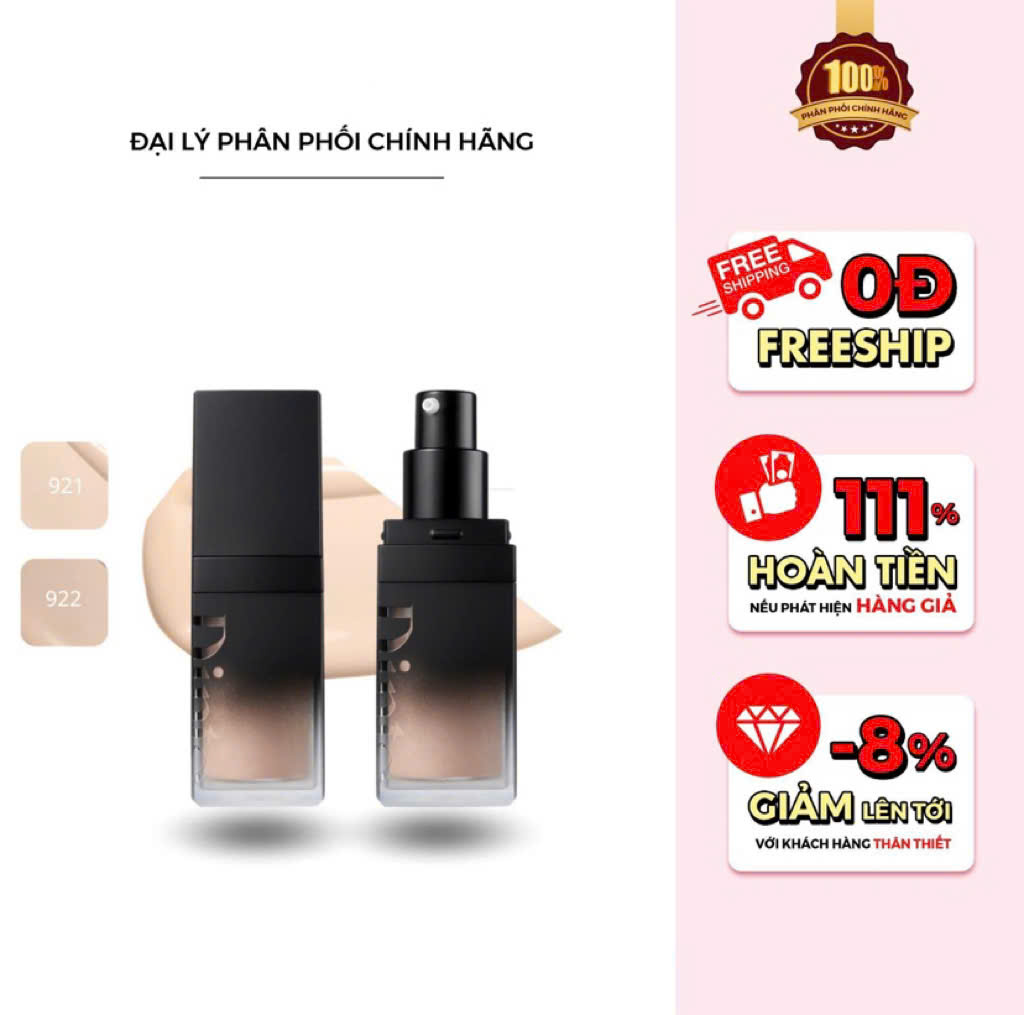 ĐẠI LÝ PHÂN PHỐI CHÍNH HÃNG
921
922
100%
PHÂN PHỐI CHÍNH HÃNG
FREE
SHIPPING
0Đ
FREESHIP
111%
HOÀN TIỀN
NẾU PHÁT HIỆN HÀNG GIẢ
-8%
GIẢM LÊN TỚI
VỚI KHÁCH HÀNG THÂN THIẾT